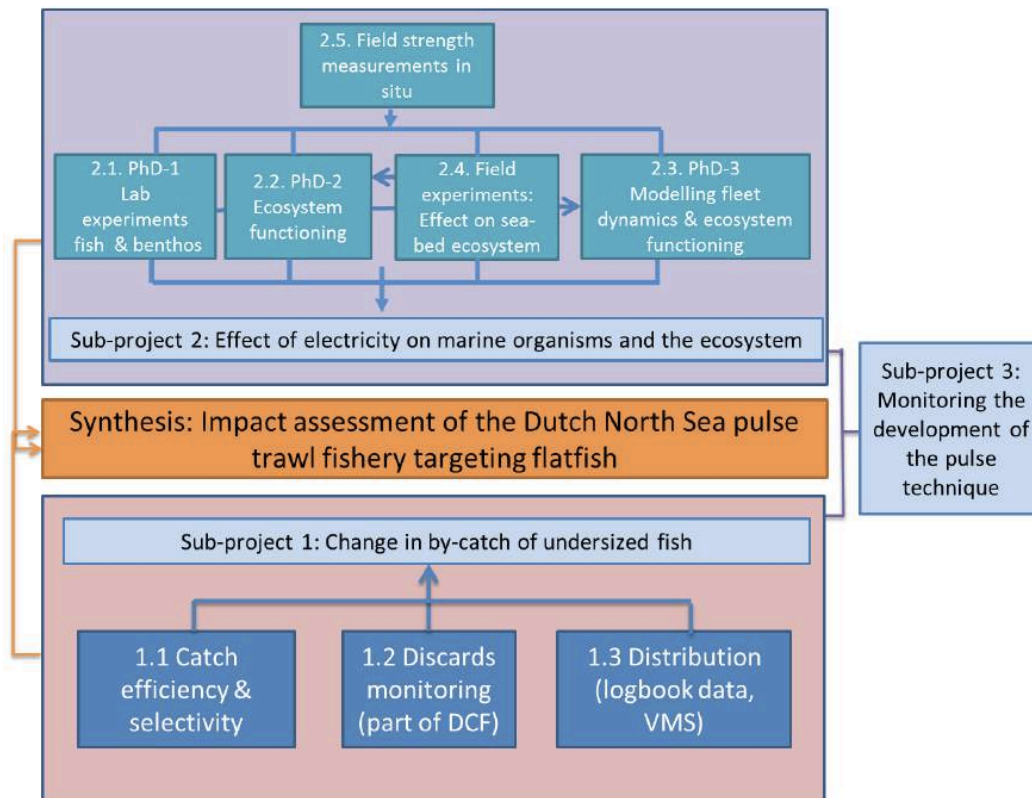 2.5. Field strength
measurements in
situ
2.1. PhD-1
Lab
experiments
fish & benthos
2.2. PhD-2
Ecosystem
functioning
2.4. Field
experiments:
Effect on sea-
bed ecosystem
2.3. PhD-3
Modelling fleet
dynamics & ecosystem
functioning
Sub-project 2: Effect of electricity on marine organisms and the ecosystem
Sub-project 3:
Monitoring the
development of
the pulse
technique
Synthesis: Impact assessment of the Dutch North Sea pulse
trawl fishery targeting flatfish
Sub-project 1: Change in by-catch of undersized fish
1.1 Catch
efficiency &
selectivity
1.2 Discards
monitoring
(part of DCF)
1.3 Distribution
(logbook data,
VMS)